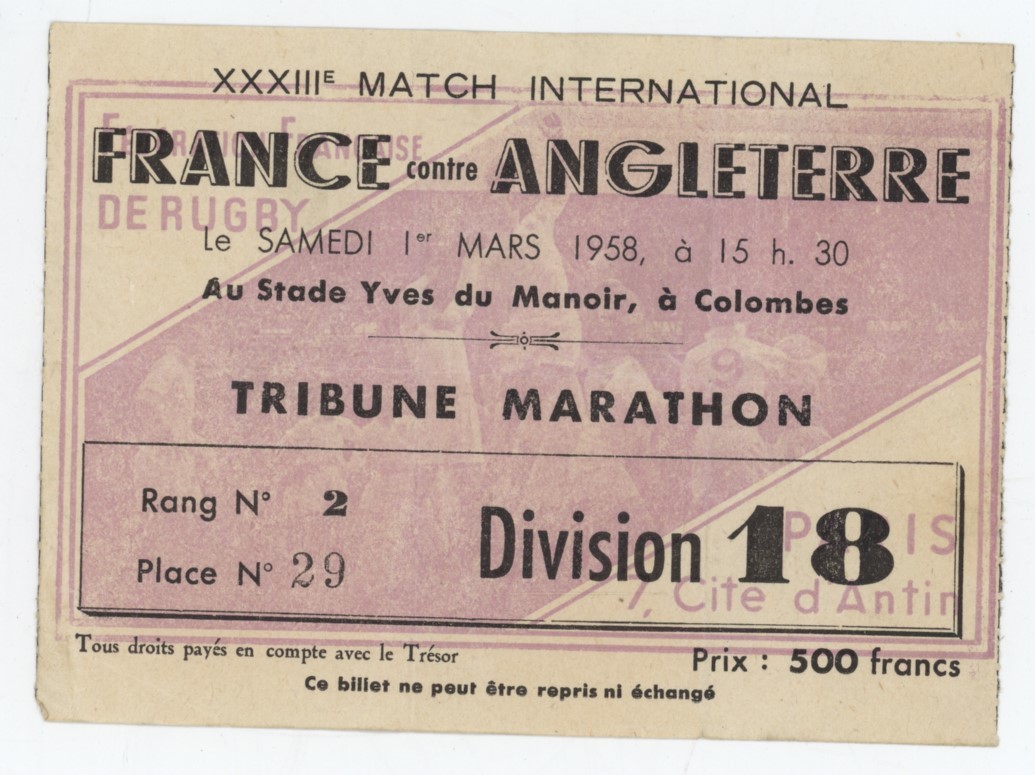 XXXIIIE MATCH INTERNATIONAL
FÉDÉRATION FRANÇAISE
FRANCE contre ANGLETERRE
DE RUGBY
Le SAMEDI 1er MARS 1958, à 15 h. 30
Au Stade Yves du Manoir, à Colombes
9
TRIBUNE MARATHON
Rang N° 2
Place N° 29
Division 18
7, Cité d'Antin
Tous droits payés en compte avec le Trésor
Prix : 500 francs
Ce billet ne peut être repris ni échangé